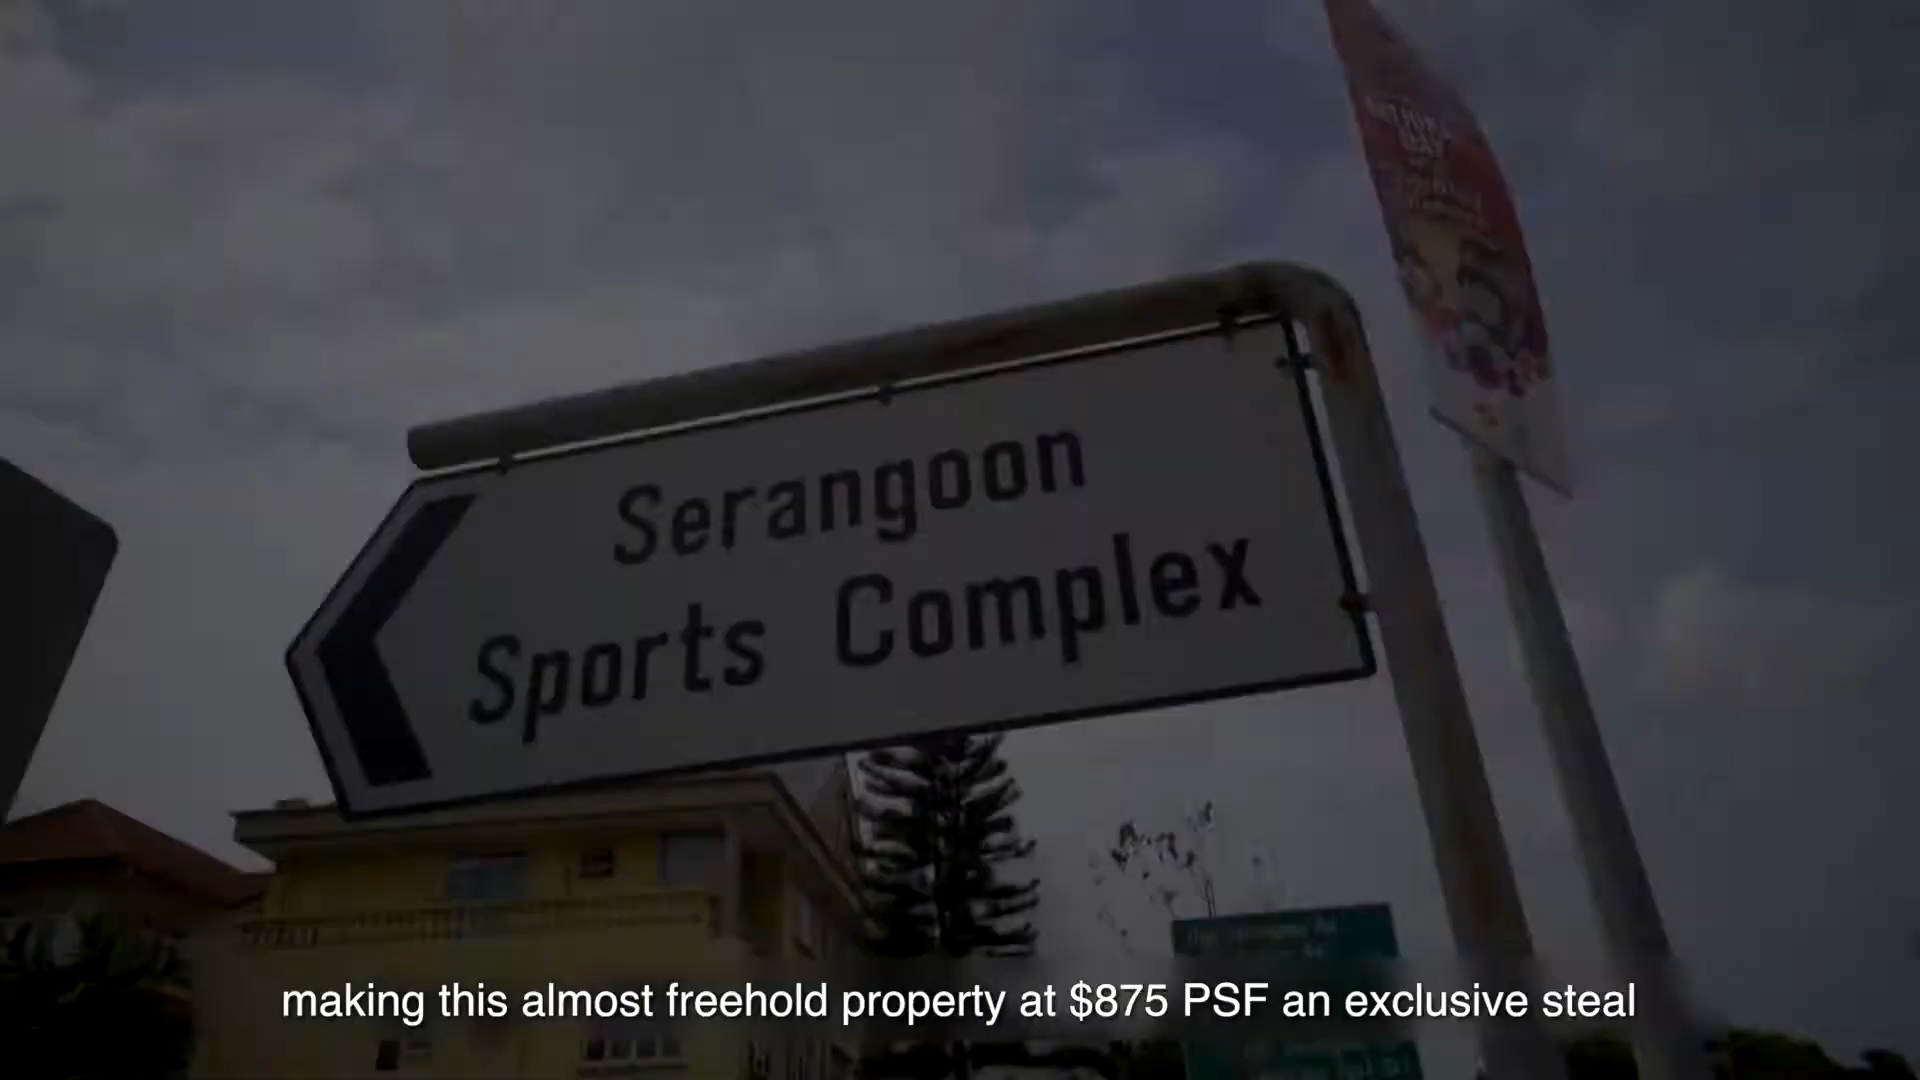 Serangoon
Sports Complex
making this almost freehold property at $875 PSF an exclusive steal